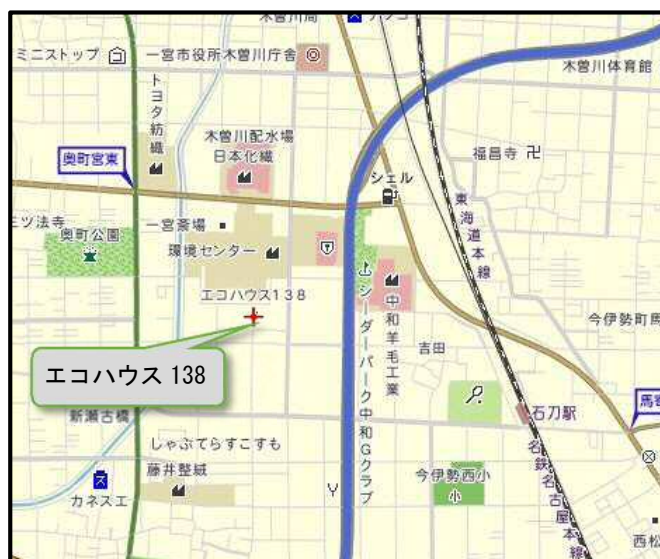 木曽川局
ミニストップ
一宮市役所木曽川庁舎
木曽川体育館
トヨタ紡織
木曽川配水場
日本化繊
福昌寺
奥町宮東
シェル
東海道本線
三ツ法寺
一宮斎場
奥町公園
環境センター
エコハウス138
シーダーパーク中和Gクラブ
中和羊毛工業
今伊勢町馬
吉田
エコハウス 138
新瀬古橋
石刀駅
しゃぶてらすこすも
藤井整絨
カネスエ
今伊勢西小
小
名鉄名古屋本線
西松